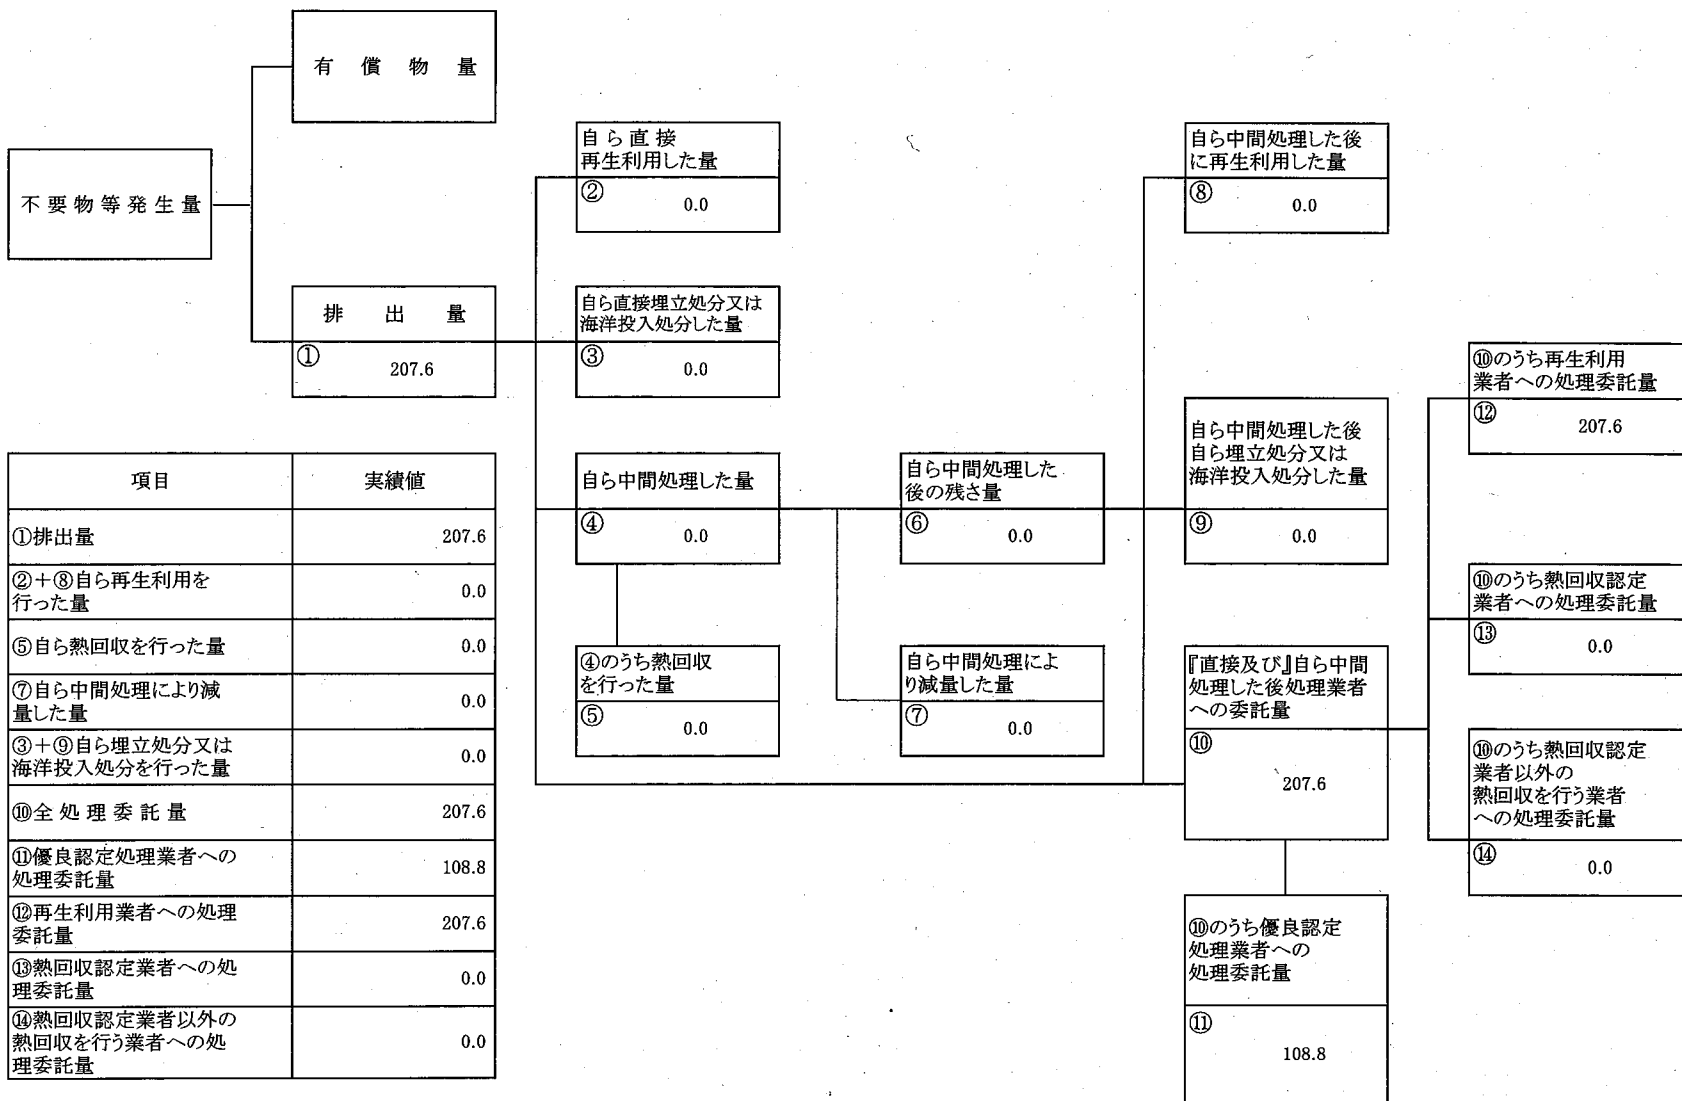 有償物量
不要物等発生量
排出量
①
207.6
自ら直接
再生利用した量
②
0.0
自ら直接埋立処分又は
海洋投入処分した量
③
0.0
自ら中間処理した量
④
0.0
④のうち熱回収
を行った量
⑤
0.0
自ら中間処理した
後の残さ量
⑥
0.0
自ら中間処理によ
り減量した量
⑦
0.0
自ら中間処理した後
に再生利用した量
⑧
0.0
自ら中間処理した後
自ら埋立処分又は
海洋投入処分した量
⑨
0.0
『直接及び』自ら中間
処理した後処理業者
への委託量
⑩
207.6
⑩のうち優良認定
処理業者への
処理委託量
⑪
108.8
⑩のうち再生利用
業者への処理委託量
⑫
207.6
⑩のうち熱回収認定
業者への処理委託量
⑬
0.0
⑩のうち熱回収認定
業者以外の
熱回収を行う業者
への処理委託量
⑭
0.0
項目 実績値
①排出量 207.6
②+⑧自ら再生利用を
行った量 0.0
⑤自ら熱回収を行った量 0.0
⑦自ら中間処理により減
量した量 0.0
③+⑨自ら埋立処分又は
海洋投入処分を行った量 0.0
⑩全処理委託量 207.6
⑪優良認定処理業者への
処理委託量 108.8
⑫再生利用業者への処理
委託量 207.6
⑬熱回収認定業者への処
理委託量 0.0
⑭熱回収認定業者以外の
熱回収を行う業者への処
理委託量 0.0